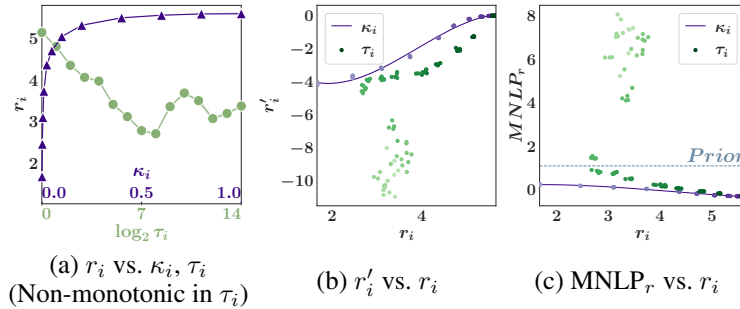 5
4
3
2
r_i
κ_i
0.0 0.5 1.0
0 7 14
log₂ τ_i
(a) r_i vs. κ_i, τ_i
(Non-monotonic in τ_i)
0
−2
−4
−6
−8
−10
r′_i
κ_i
τ_i
2 4
r_i
(b) r′_i vs. r_i
8
6
4
2
0
MNLP_r
κ_i
τ_i
Prior
2 3 4 5
r_i
(c) MNLP_r vs. r_i